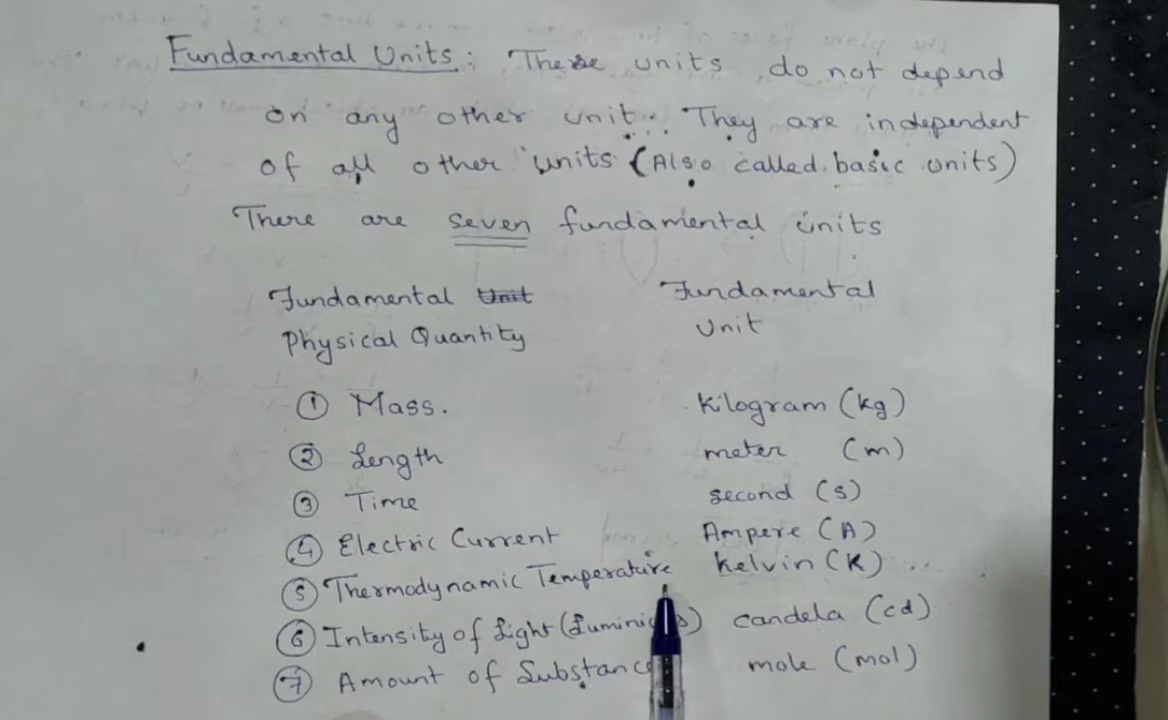 Fundamental Units: These units do not depend
on any other unit. They are independent
of all other units (Also called basic units)
There are seven fundamental units
Fundamental Unit Fundamental
Physical Quantity Unit
① Mass. Kilogram (kg)
② Length meter (m)
③ Time second (s)
④ Electric Current Ampere (A)
⑤ Thermodynamic Temperature Kelvin (K)
⑥ Intensity of Light candela (cd)
⑦ Amount of Substance mole (mol)